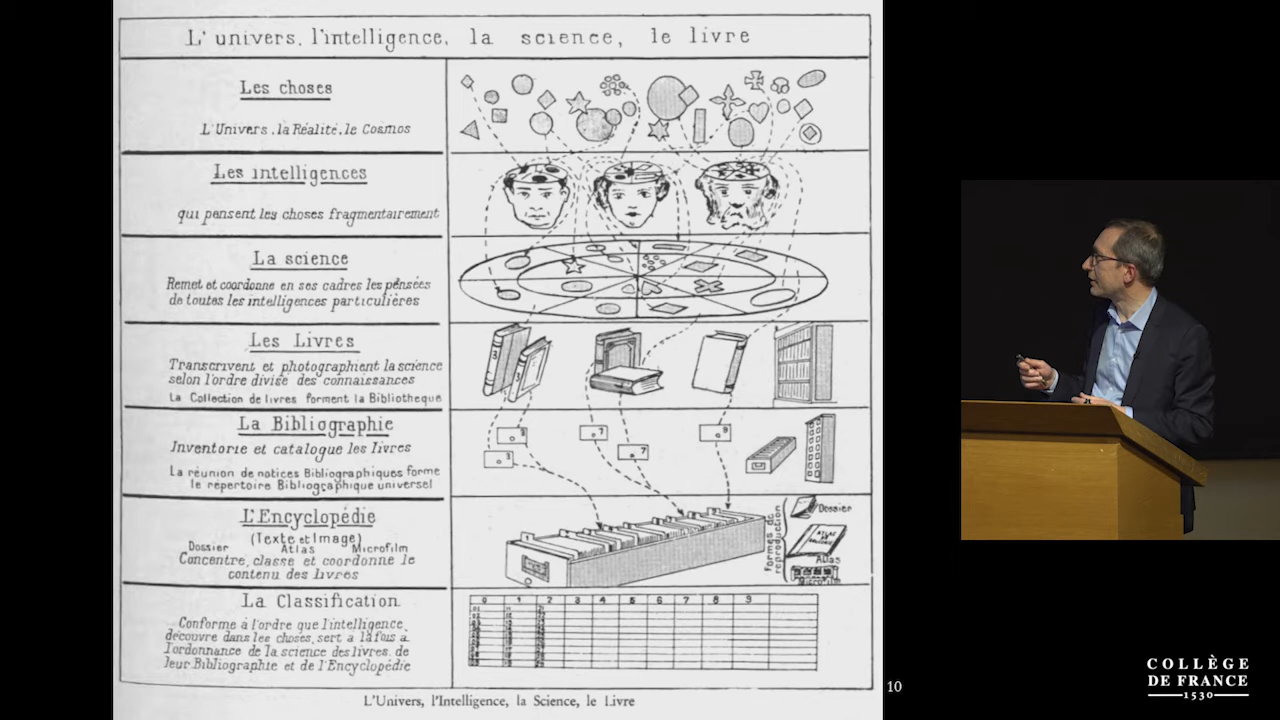 L'univers, l'intelligence, la science, le livre
Les choses
L'Univers, la Réalité, le Cosmos
Les intelligences
qui pensent les choses fragmentairement
La science
Remet et coordonne en ses cadres les pensées
de toutes les intelligences particulières
Les Livres
Transcrivent et photographient la science
selon l'ordre divisé des connaissances
La Collection de livres forment la Bibliothèque
La Bibliographie
Inventorie et catalogue les livres
La réunion de notices Bibliographiques forme
le répertoire Bibliographique universel
L'Encyclopédie
(Texte et Image)
Dossier Atlas Microfilm
Concentre, classe et coordonne le
contenu des livres
Formes de
reproduction
Dossier
Atlas
Microfilm
La Classification
Conforme à l'ordre que l'intelligence
découvre dans les choses, sert à la fois à
l'ordonnance de la science des livres, de
leur Bibliographie et de l'Encyclopédie
0 1 2 3 4 5 6 7 8 9
L'Univers, l'Intelligence, la Science, le Livre
10
COLLÈGE
DE FRANCE
1530